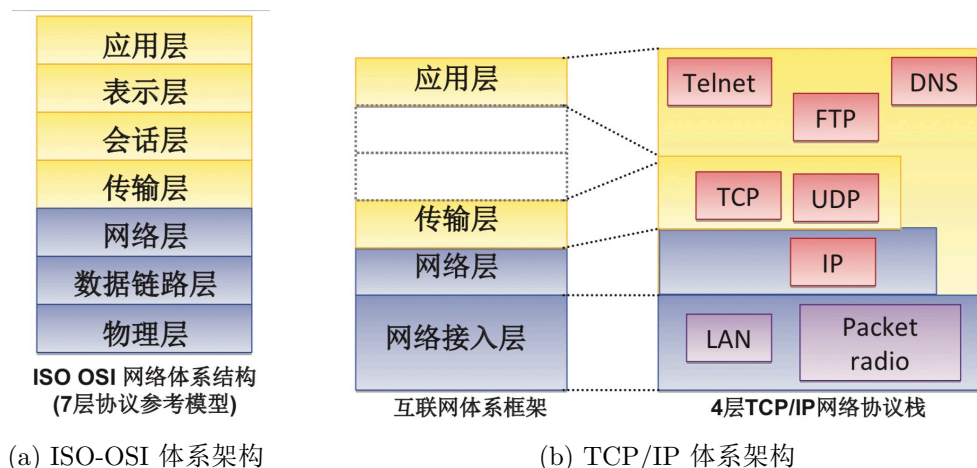 应用层
表示层
会话层
传输层
网络层
数据链路层
物理层
ISO OSI 网络体系结构
(7层协议参考模型)
(a) ISO-OSI 体系架构
应用层
传输层
网络层
网络接入层
互联网体系框架
Telnet
DNS
FTP
TCP
UDP
IP
LAN
Packet
radio
4层TCP/IP网络协议栈
(b) TCP/IP 体系架构